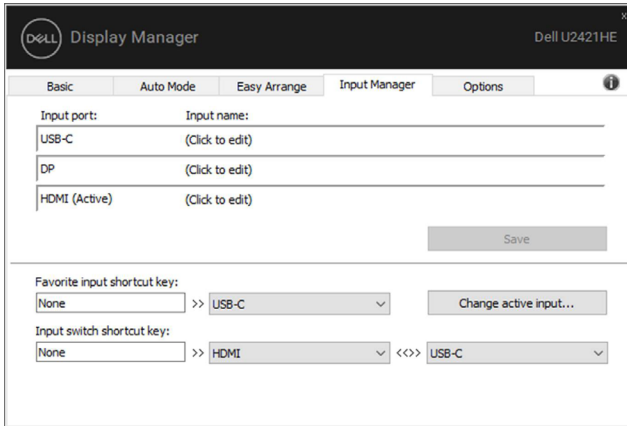 DELL Display Manager Dell U2421HE
Basic Auto Mode Easy Arrange Input Manager Options
Input port: Input name:
USB-C (Click to edit)
DP (Click to edit)
HDMI (Active) (Click to edit)
Save
Favorite input shortcut key:
None >> USB-C Change active input...
Input switch shortcut key:
None >> HDMI <<>> USB-C